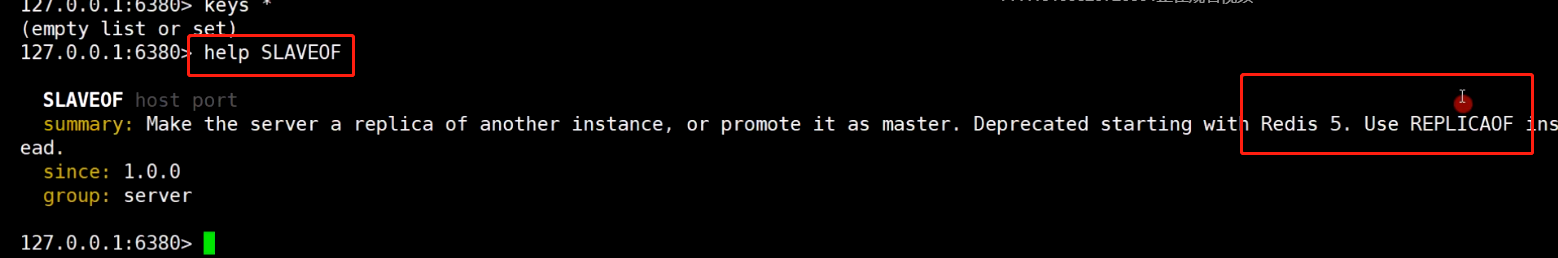 127.0.0.1:6380> keys *
(empty list or set)
127.0.0.1:6380> help SLAVEOF
SLAVEOF host port
summary: Make the server a replica of another instance, or promote it as master. Deprecated starting with Redis 5. Use REPLICAOF ins
ead.
since: 1.0.0
group: server
127.0.0.1:6380>